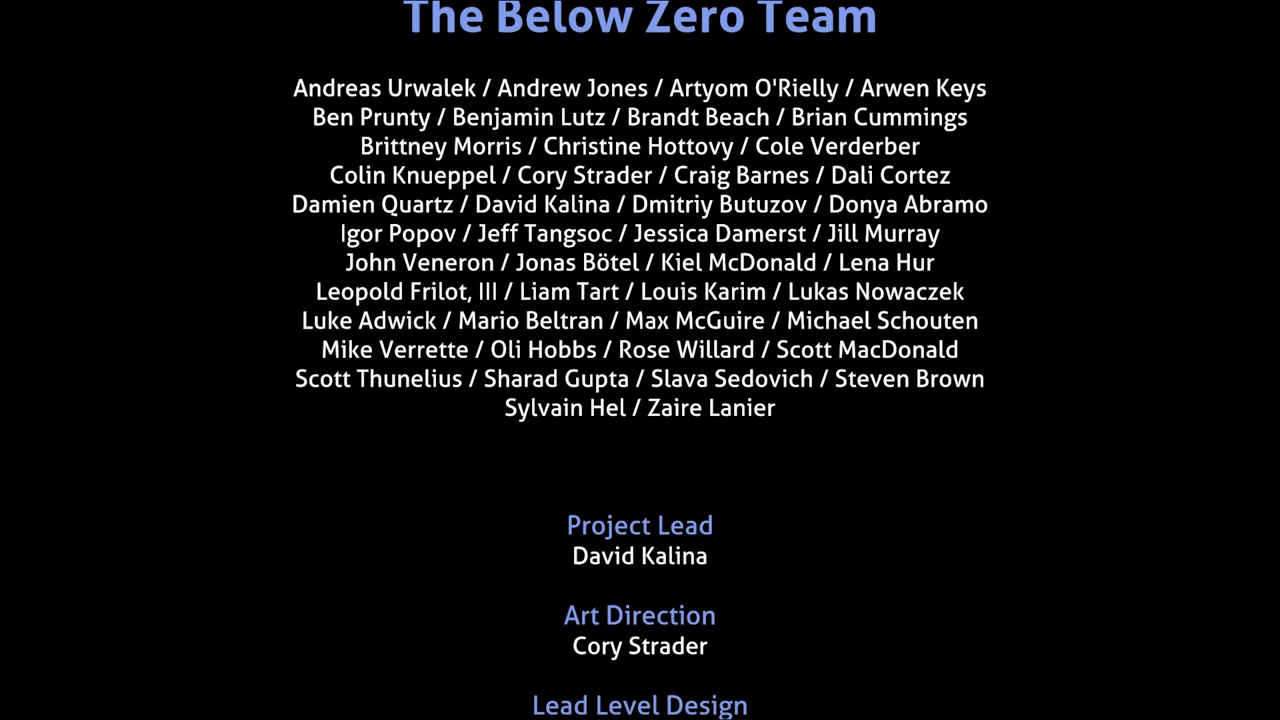 The Below Zero Team
Andreas Urwalek / Andrew Jones / Artyom O'Rielly / Arwen Keys
Ben Prunty / Benjamin Lutz / Brandt Beach / Brian Cummings
Brittney Morris / Christine Hottovy / Cole Verderber
Colin Knueppel / Cory Strader / Craig Barnes / Dali Cortez
Damien Quartz / David Kalina / Dmitriy Butuzov / Donya Abramo
Igor Popov / Jeff Tangsoc / Jessica Damerst / Jill Murray
John Veneron / Jonas Bötel / Kiel McDonald / Lena Hur
Leopold Frilot, III / Liam Tart / Louis Karim / Lukas Nowaczek
Luke Adwick / Mario Beltran / Max McGuire / Michael Schouten
Mike Verrette / Oli Hobbs / Rose Willard / Scott MacDonald
Scott Thunelius / Sharad Gupta / Slava Sedovich / Steven Brown
Sylvain Hel / Zaire Lanier
Project Lead
David Kalina
Art Direction
Cory Strader
Lead Level Design